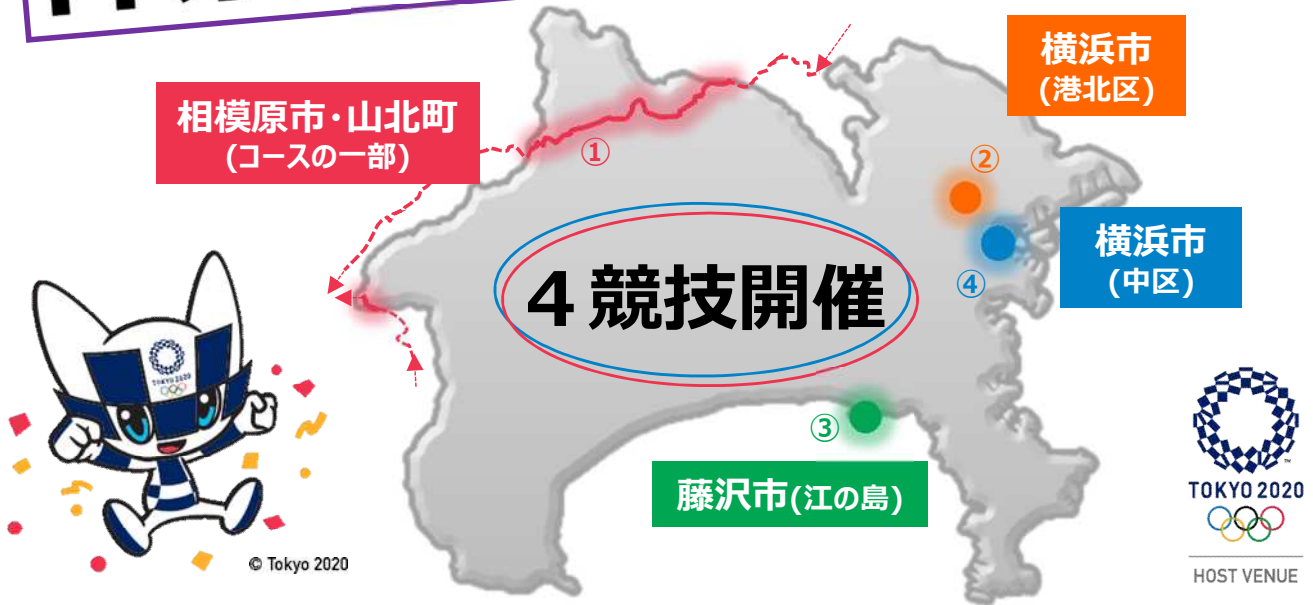 横浜市
(港北区)
相模原市・山北町
(コースの一部)
①
②
横浜市
(中区)
④
4競技開催
③
藤沢市(江の島)
TOKYO 2020
© Tokyo 2020
TOKYO 2020
HOST VENUE